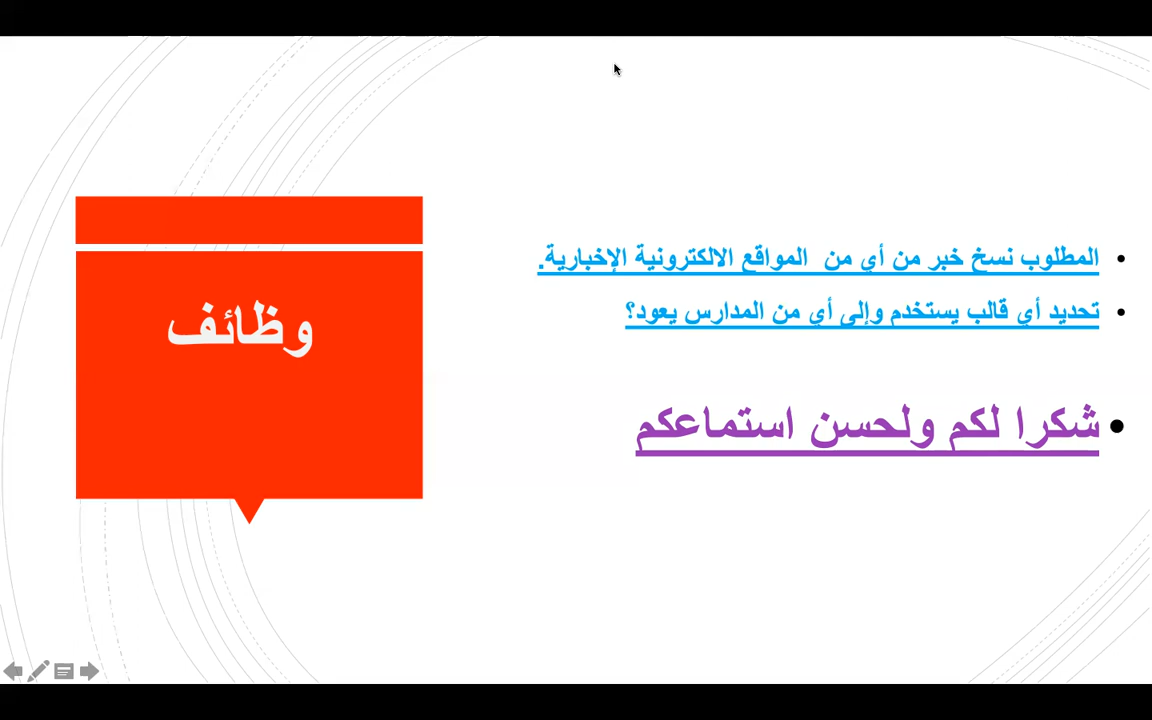 وظائف
المطلوب نسخ خبر من أي من المواقع الالكترونية الإخبارية.
تحديد أي قالب يستخدم وإلى أي من المدارس يعود؟
شكرا لكم ولحسن استماعكم